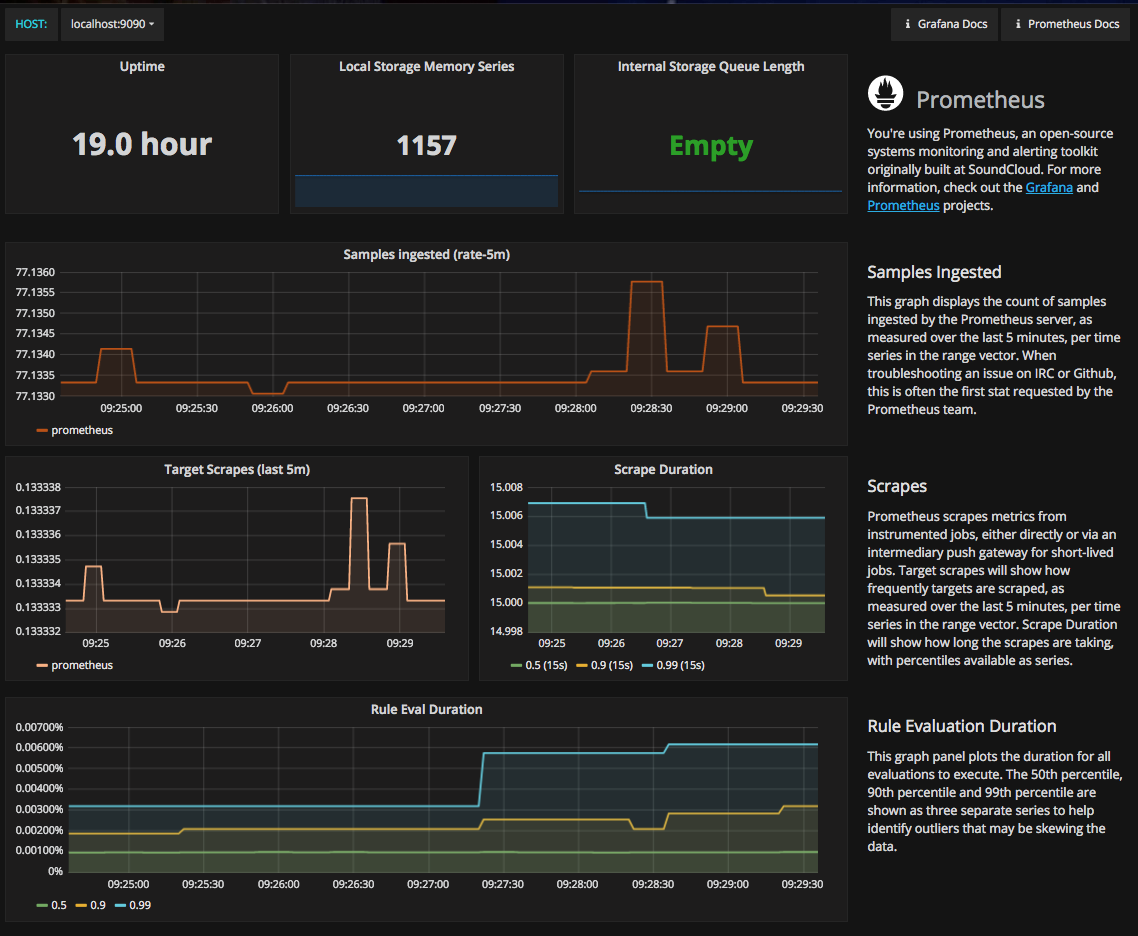 HOST: localhost:9090
Grafana Docs
Prometheus Docs
Uptime
19.0 hour
Local Storage Memory Series
1157
Internal Storage Queue Length
Empty
Prometheus
You're using Prometheus, an open-source
systems monitoring and alerting toolkit
originally built at SoundCloud. For more
information, check out the Grafana and
Prometheus projects.
Samples ingested (rate-5m)
77.1360
77.1355
77.1350
77.1345
77.1340
77.1335
77.1330
09:25:00 09:25:30 09:26:00 09:26:30 09:27:00 09:27:30 09:28:00 09:28:30 09:29:00 09:29:30
prometheus
Samples Ingested
This graph displays the count of samples
ingested by the Prometheus server, as
measured over the last 5 minutes, per time
series in the range vector. When
troubleshooting an issue on IRC or Github,
this is often the first stat requested by the
Prometheus team.
Target Scrapes (last 5m)
0.133338
0.133337
0.133336
0.133335
0.133334
0.133333
0.133332
09:25 09:26 09:27 09:28 09:29
prometheus
Scrape Duration
15.008
15.006
15.004
15.002
15.000
14.998
09:25 09:26 09:27 09:28 09:29
0.5 (15s) 0.9 (15s) 0.99 (15s)
Scrapes
Prometheus scrapes metrics from
instrumented jobs, either directly or via an
intermediary push gateway for short-lived
jobs. Target scrapes will show how
frequently targets are scraped, as
measured over the last 5 minutes, per time
series in the range vector. Scrape Duration
will show how long the scrapes are taking,
with percentiles available as series.
Rule Eval Duration
0.00700%
0.00600%
0.00500%
0.00400%
0.00300%
0.00200%
0.00100%
0%
09:25:00 09:25:30 09:26:00 09:26:30 09:27:00 09:27:30 09:28:00 09:28:30 09:29:00 09:29:30
0.5 0.9 0.99
Rule Evaluation Duration
This graph panel plots the duration for all
evaluations to execute. The 50th percentile,
90th percentile and 99th percentile are
shown as three separate series to help
identify outliers that may be skewing the
data.